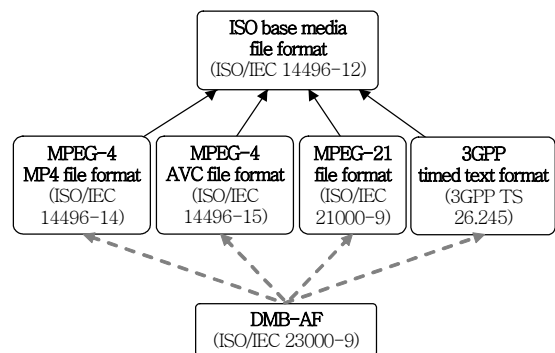 ISO base media
file format
(ISO/IEC 14496-12)
MPEG-4
MP4 file format
(ISO/IEC
14496-14)
MPEG-4
AVC file format
(ISO/IEC
14496-15)
MPEG-21
file format
(ISO/IEC
21000-9)
3GPP
timed text format
(3GPP TS
26.245)
DMB-AF
(ISO/IEC 23000-9)